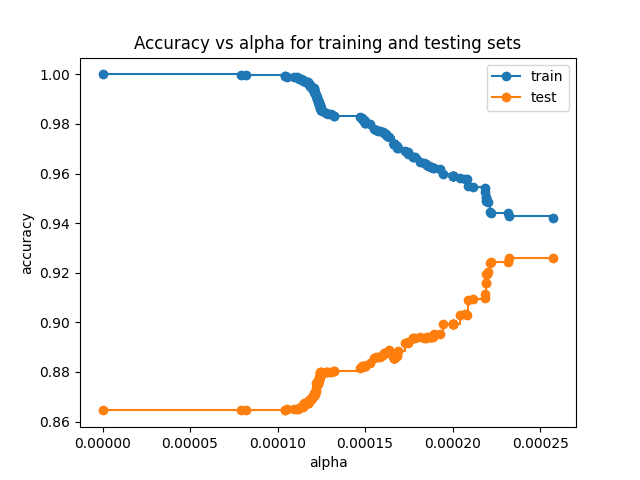 Accuracy vs alpha for training and testing sets
train
test
accuracy
1.00
0.98
0.96
0.94
0.92
0.90
0.88
0.86
0.00000
0.00005
0.00010
0.00015
0.00020
0.00025
alpha